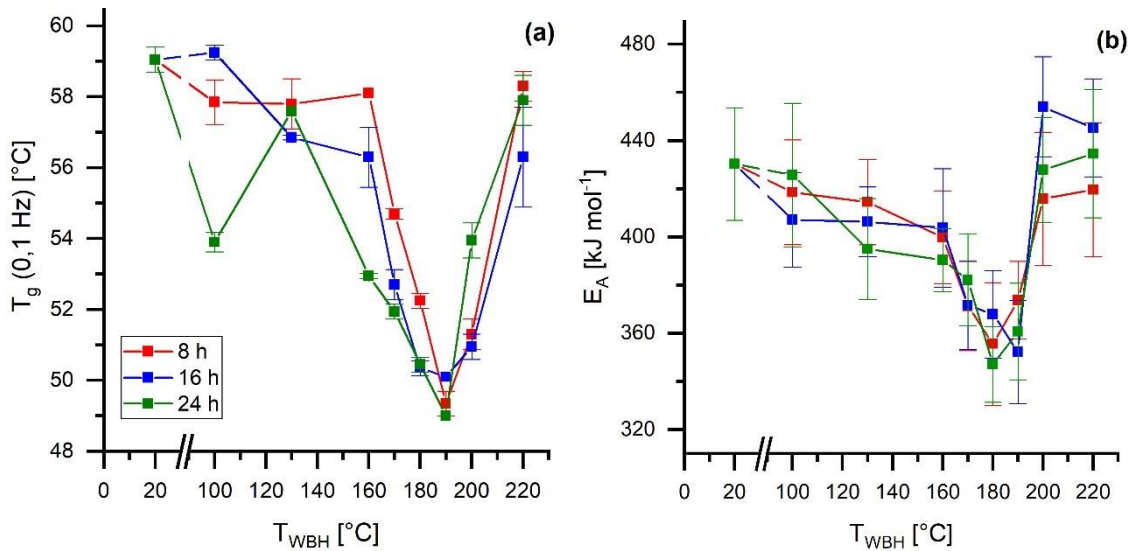 (a)
T_g (0,1 Hz) [°C]
60
58
56
54
52
50
48
8 h
16 h
24 h
0 20 100 120 140 160 180 200 220
T_WBH [°C]
(b)
E_A [kJ mol⁻¹]
480
440
400
360
320
0 20 100 120 140 160 180 200 220
T_WBH [°C]